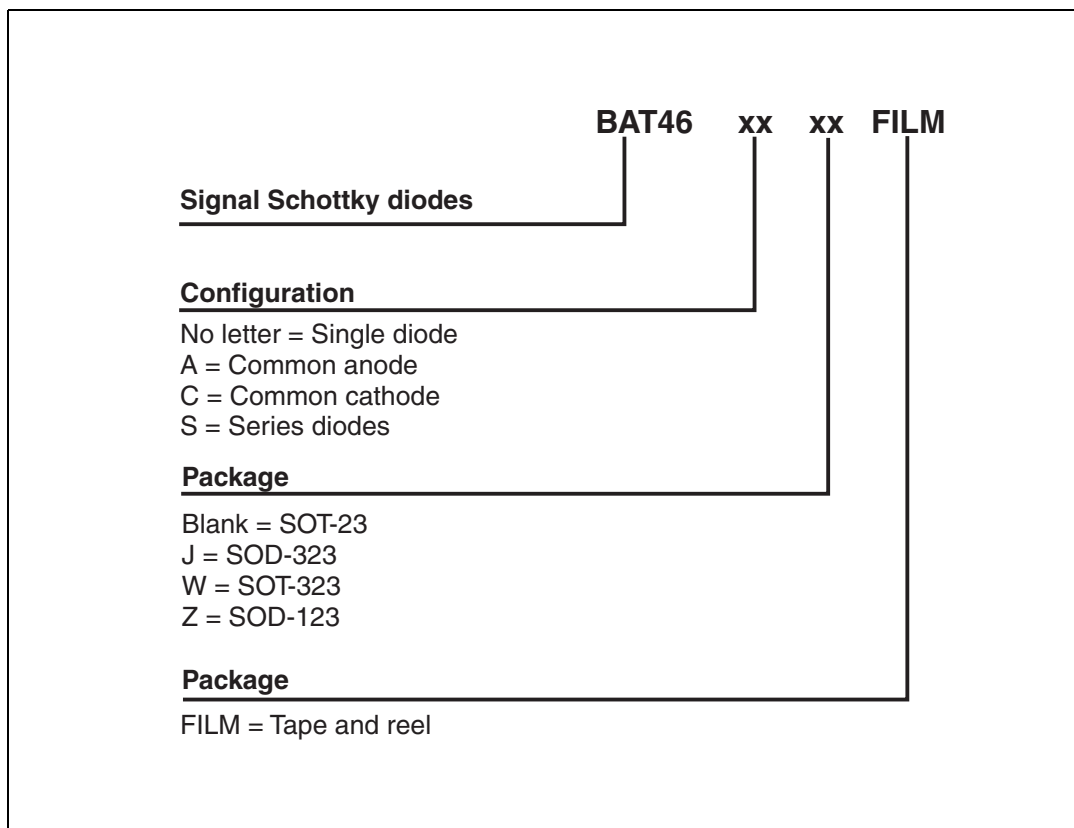 BAT46 xx xx FILM
Signal Schottky diodes
Configuration
No letter = Single diode
A = Common anode
C = Common cathode
S = Series diodes
Package
Blank = SOT-23
J = SOD-323
W = SOT-323
Z = SOD-123
Package
FILM = Tape and reel